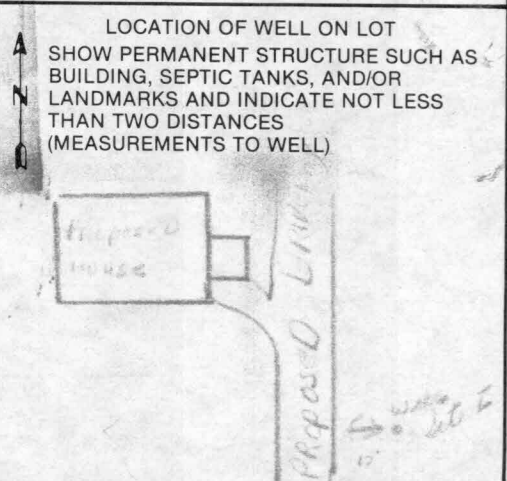 LOCATION OF WELL ON LOT
SHOW PERMANENT STRUCTURE SUCH AS
BUILDING, SEPTIC TANKS, AND/OR
LANDMARKS AND INDICATE NOT LESS
THAN TWO DISTANCES
(MEASUREMENTS TO WELL)
N
Proposed
House
PROPOSED